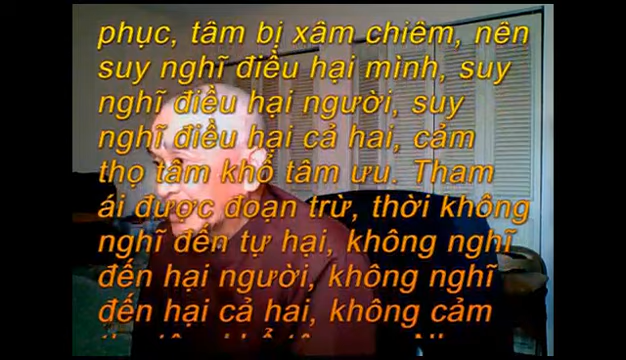 phục, tâm bị xâm chiêm, nên
suy nghĩ điều hại mình, suy
nghĩ điều hại người, suy
nghĩ điều hại cả hai, cảm
thọ tâm khổ tâm ưu. Tham
ái được đoạn trừ, thời không
nghĩ đến tự hại, không nghĩ
đến hại người, không nghĩ
đến hại cả hai, không cảm